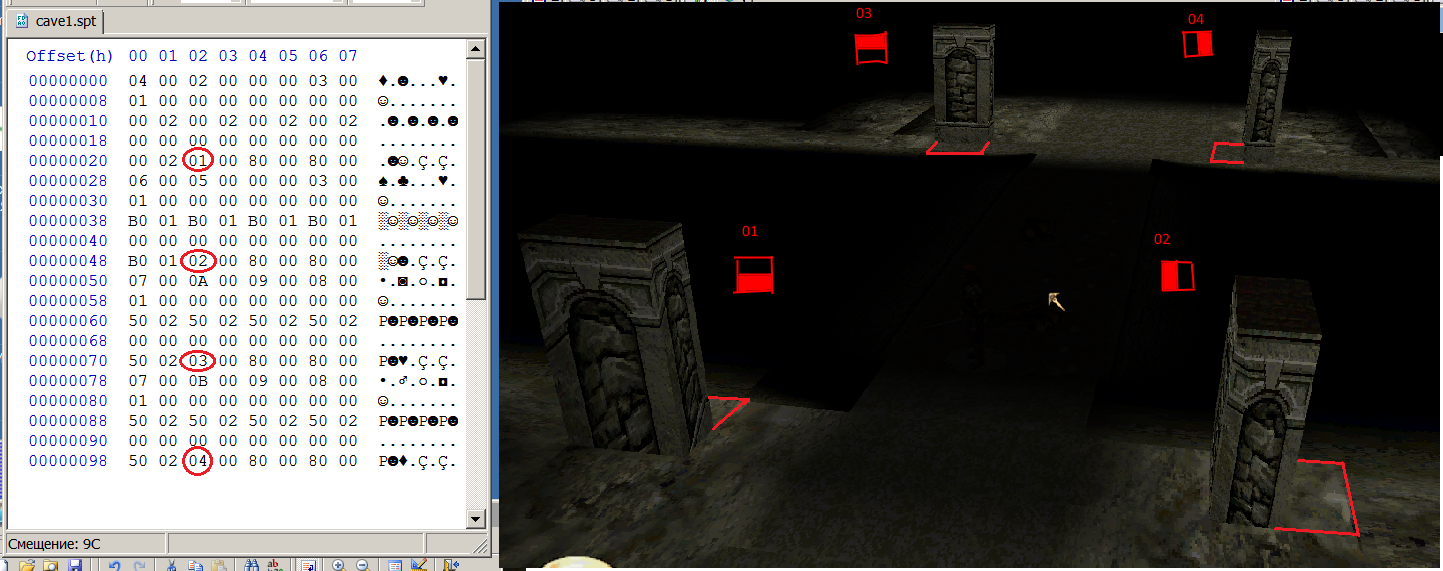 cave1.spt
Offset(h) 00 01 02 03 04 05 06 07
00000000 04 00 02 00 00 00 03 00 ♦.☻...♥.
00000008 01 00 00 00 00 00 00 00 ☺.......
00000010 00 02 00 02 00 02 00 02 .☻.☻.☻.☻
00000018 00 00 00 00 00 00 00 00 ........
00000020 00 02 01 00 80 00 80 00 .☻☺.Ç.Ç.
00000028 06 00 05 00 00 00 03 00 ♠.♣...♥.
00000030 01 00 00 00 00 00 00 00 ☺.......
00000038 B0 01 B0 01 B0 01 B0 01 ░☺░☺░☺░☺
00000040 00 00 00 00 00 00 00 00 ........
00000048 B0 01 02 00 80 00 80 00 ░☺☻.Ç.Ç.
00000050 07 00 0A 00 09 00 08 00 •.◙.○.◘.
00000058 01 00 00 00 00 00 00 00 ☺.......
00000060 50 02 50 02 50 02 50 02 P☻P☻P☻P☻
00000068 00 00 00 00 00 00 00 00 ........
00000070 50 02 03 00 80 00 80 00 P☻♥.Ç.Ç.
00000078 07 00 0B 00 09 00 08 00 •.♂.○.◘.
00000080 01 00 00 00 00 00 00 00 ☺.......
00000088 50 02 50 02 50 02 50 02 P☻P☻P☻P☻
00000090 00 00 00 00 00 00 00 00 ........
00000098 50 02 04 00 80 00 80 00 P☻♦.Ç.Ç.
Смещение: 9C
03
04
01
02